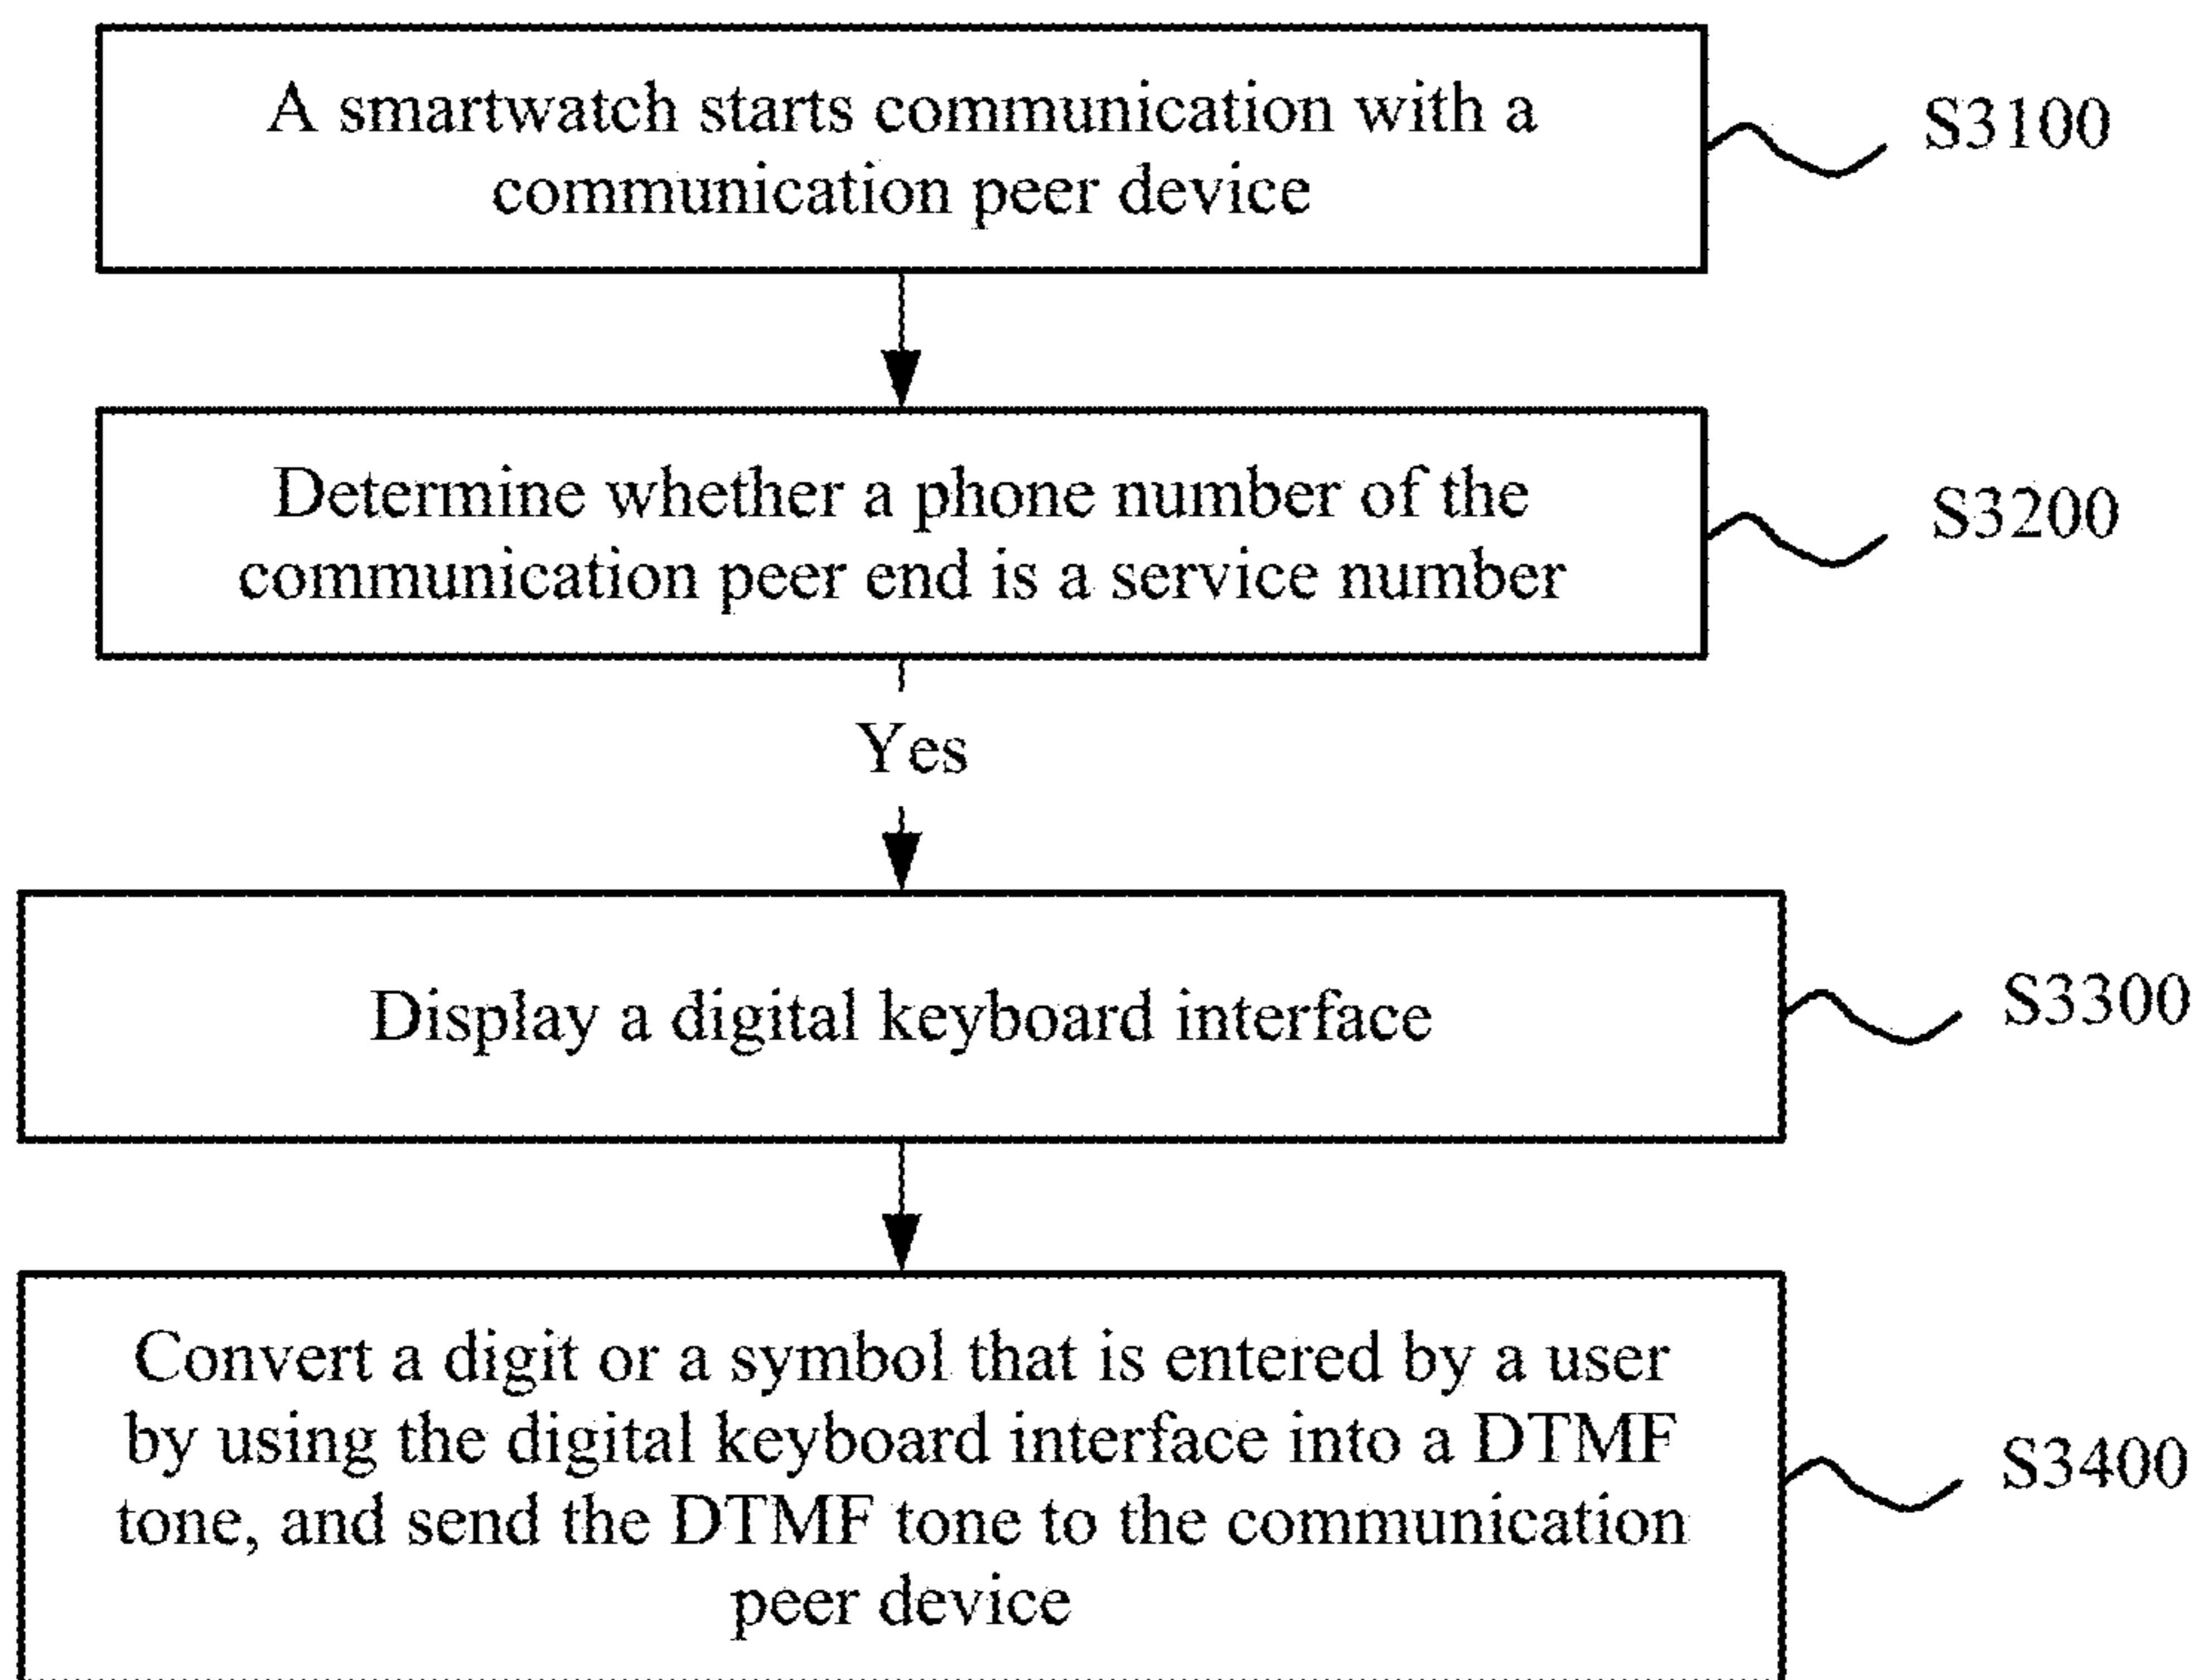 A smartwatch starts communication with a
communication peer device
S3100
Determine whether a phone number of the
communication peer end is a service number
S3200
Yes
Display a digital keyboard interface
S3300
Convert a digit or a symbol that is entered by a user
by using the digital keyboard interface into a DTMF
tone, and send the DTMF tone to the communication
peer device
S3400